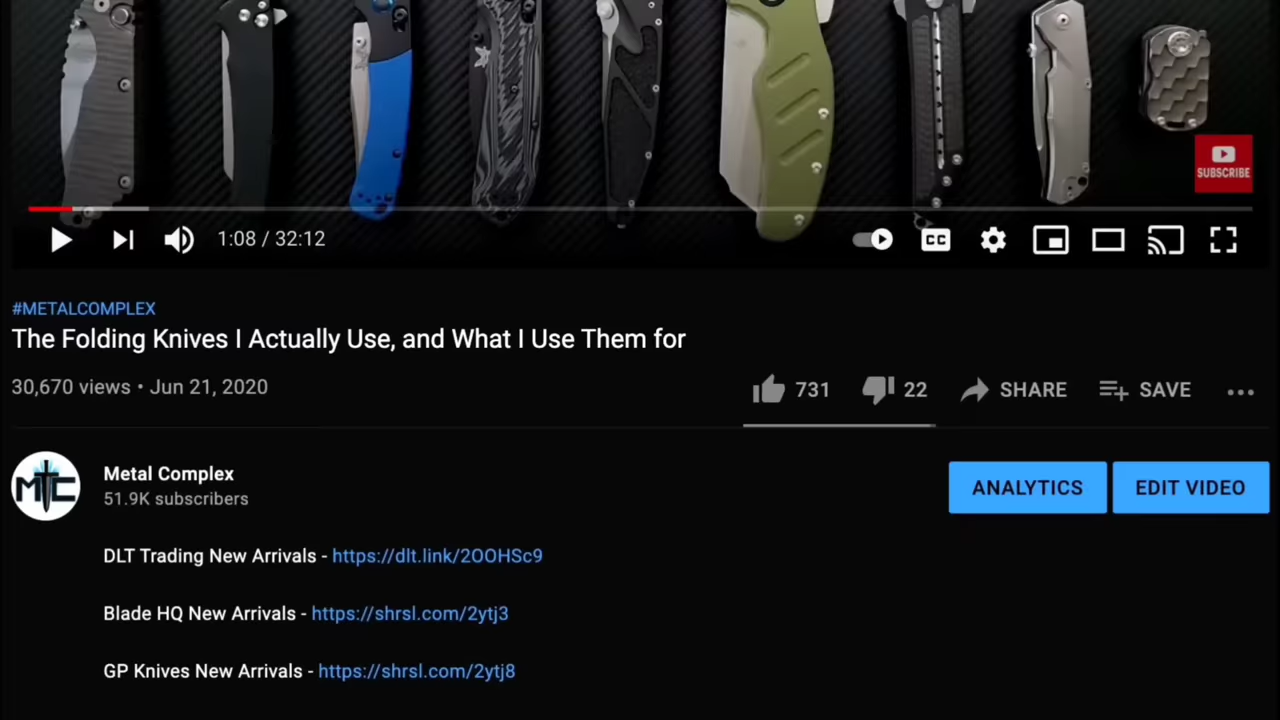 SUBSCRIBE
1:08 / 32:12
CC
#METALCOMPLEX
The Folding Knives I Actually Use, and What I Use Them for
30,670 views • Jun 21, 2020
731 22 SHARE SAVE
MTC
Metal Complex
51.9K subscribers
ANALYTICS EDIT VIDEO
DLT Trading New Arrivals - https://dlt.link/2OOHSc9
Blade HQ New Arrivals - https://shrsl.com/2ytj3
GP Knives New Arrivals - https://shrsl.com/2ytj8